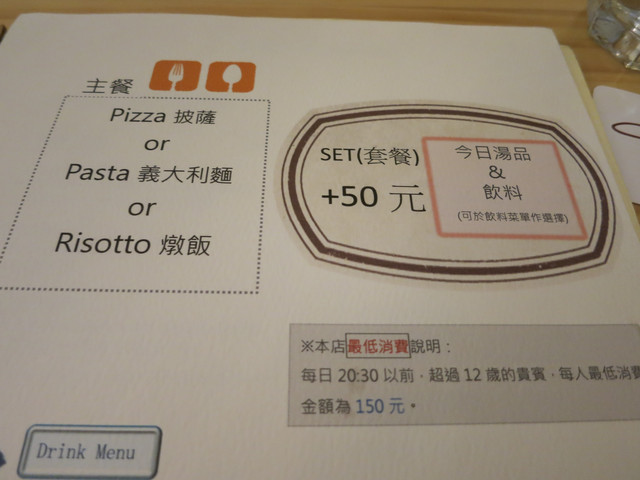 主餐
Pizza 披薩
or
Pasta 義大利麵
or
Risotto 燉飯
SET(套餐)
+50 元
今日湯品
&
飲料
(可於飲料菜單作選擇)
※本店最低消費說明：
每日 20:30 以前，超過 12 歲的貴賓，每人最低消費
金額為 150 元。
Drink Menu